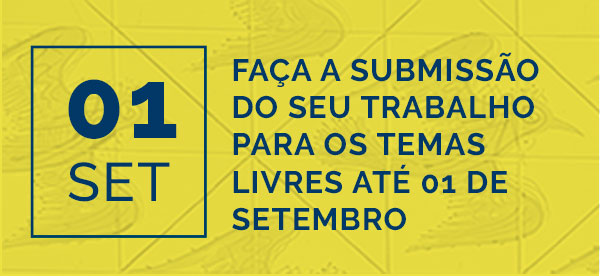 01
SET
FAÇA A SUBMISSÃO
DO SEU TRABALHO
PARA OS TEMAS
LIVRES ATÉ 01 DE
SETEMBRO